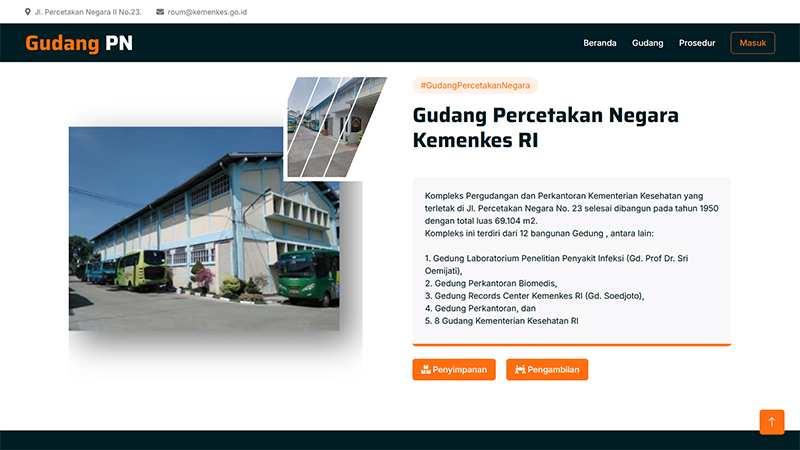 Jl. Percetakan Negara II No.23. roum@kemenkes.go.id
Gudang PN
Beranda Gudang Prosedur Masuk
#GudangPercetakanNegara
Gudang Percetakan Negara
Kemenkes RI
Kompleks Pergudangan dan Perkantoran Kementerian Kesehatan yang
terletak di Jl. Percetakan Negara No. 23 selesai dibangun pada tahun 1950
dengan total luas 69.104 m2.
Kompleks ini terdiri dari 12 bangunan Gedung , antara lain:
1. Gedung Laboratorium Penelitian Penyakit Infeksi (Gd. Prof Dr. Sri
Oemijati),
2. Gedung Perkantoran Biomedis,
3. Gedung Records Center Kemenkes RI (Gd. Soedjoto),
4. Gedung Perkantoran, dan
5. 8 Gudang Kementerian Kesehatan RI
Penyimpanan Pengambilan